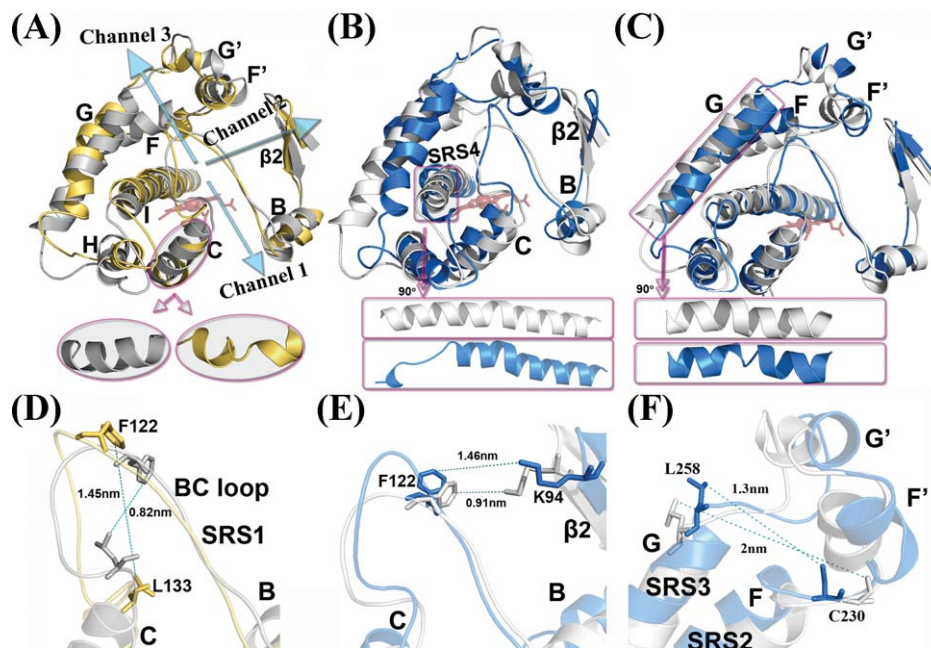 (A)
Channel 3
G'
F'
G
Channel 2
F
β2
I
H
C
B
Channel 1
(B)
SRS4
β2
B
C
90°
(C)
G'
G
F
F'
90°
(D)
F122
BC loop
1.45nm
0.82nm
SRS1
L133
B
C
(E)
1.46nm
F122
K94
0.91nm
β2
B
C
(F)
G'
L258
1.3nm
F'
G
2nm
SRS3
F
C230
SRS2